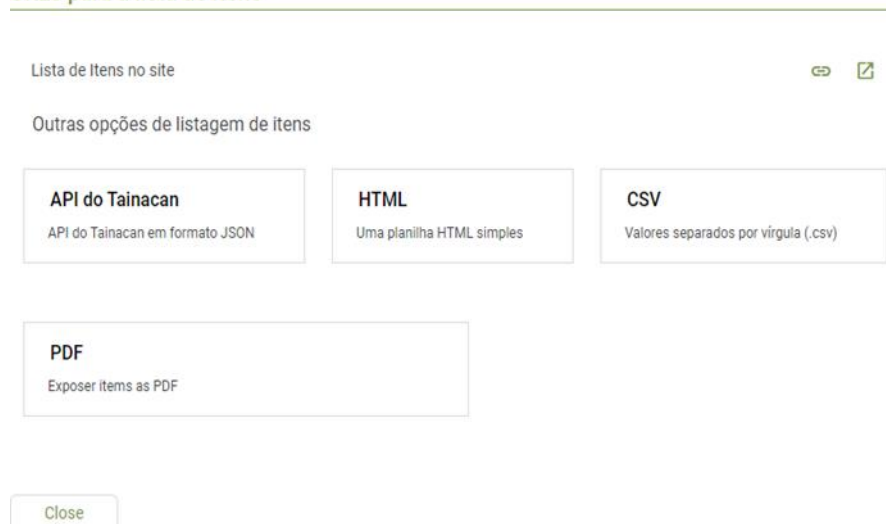 Lista de Itens no site
Outras opções de listagem de itens
API do Tainacan
API do Tainacan em formato JSON
HTML
Uma planilha HTML simples
CSV
Valores separados por vírgula (.csv)
PDF
Exposer items as PDF
Close